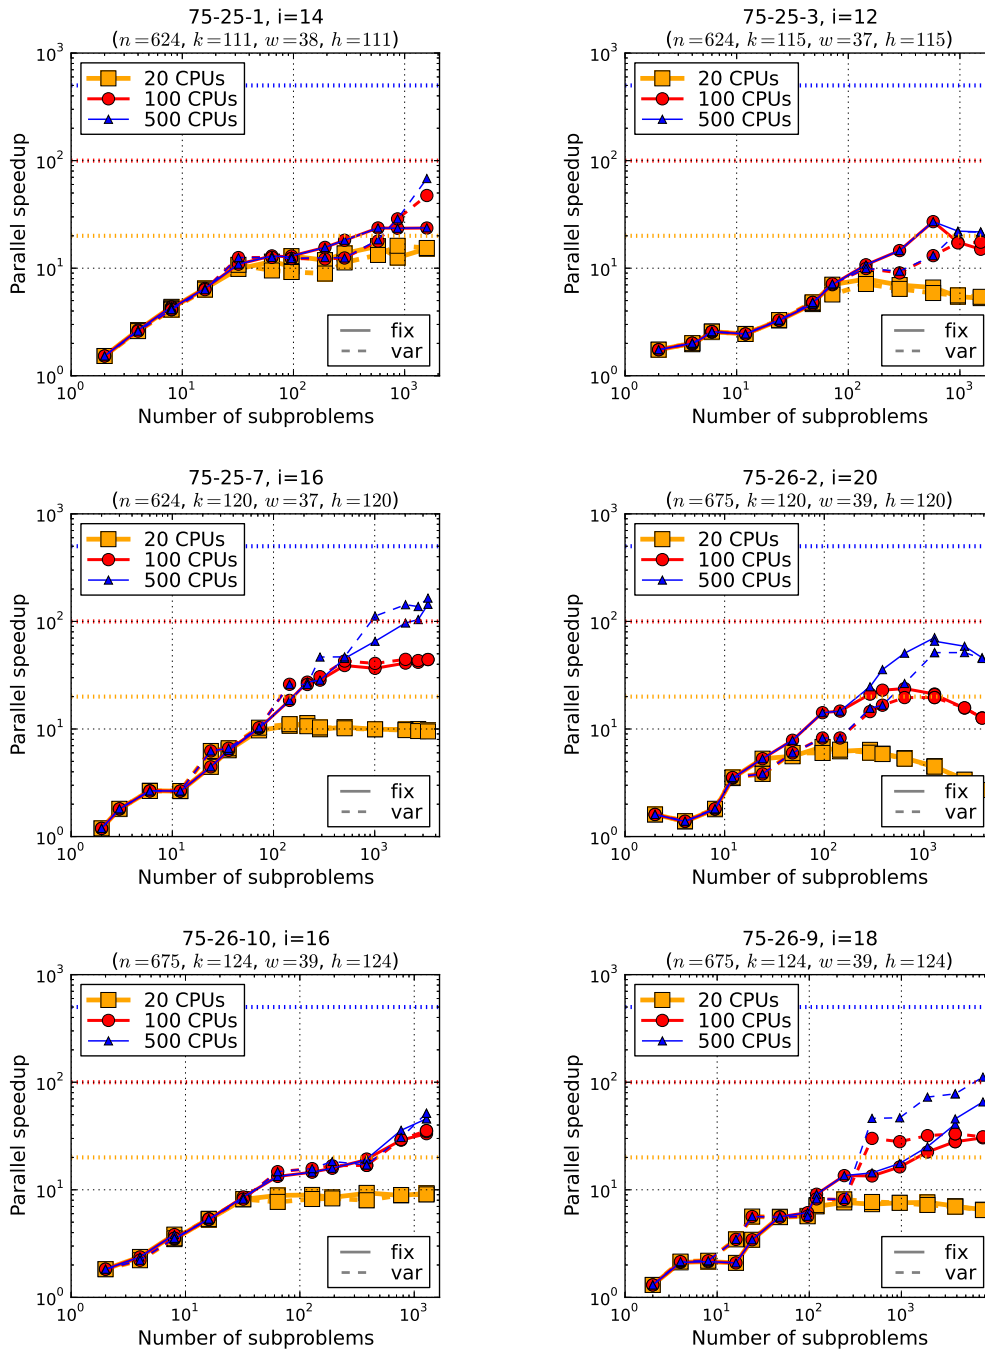 75-25-1, i=14
(n=624, k=111, w=38, h=111)
10^3
10^2
10^1
10^0
Parallel speedup
20 CPUs
100 CPUs
500 CPUs
fix
var
10^0 10^1 10^2 10^3
Number of subproblems
75-25-3, i=12
(n=624, k=115, w=37, h=115)
10^3
10^2
10^1
10^0
Parallel speedup
20 CPUs
100 CPUs
500 CPUs
fix
var
10^0 10^1 10^2 10^3
Number of subproblems
75-25-7, i=16
(n=624, k=120, w=37, h=120)
10^3
10^2
10^1
10^0
Parallel speedup
20 CPUs
100 CPUs
500 CPUs
fix
var
10^0 10^1 10^2 10^3
Number of subproblems
75-26-2, i=20
(n=675, k=120, w=39, h=120)
10^3
10^2
10^1
10^0
Parallel speedup
20 CPUs
100 CPUs
500 CPUs
fix
var
10^0 10^1 10^2 10^3
Number of subproblems
75-26-10, i=16
(n=675, k=124, w=39, h=124)
10^3
10^2
10^1
10^0
Parallel speedup
20 CPUs
100 CPUs
500 CPUs
fix
var
10^0 10^1 10^2 10^3
Number of subproblems
75-26-9, i=18
(n=675, k=124, w=39, h=124)
10^3
10^2
10^1
10^0
Parallel speedup
20 CPUs
100 CPUs
500 CPUs
fix
var
10^0 10^1 10^2 10^3
Number of subproblems